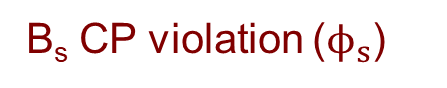 Bₛ CP violation (ϕₛ)